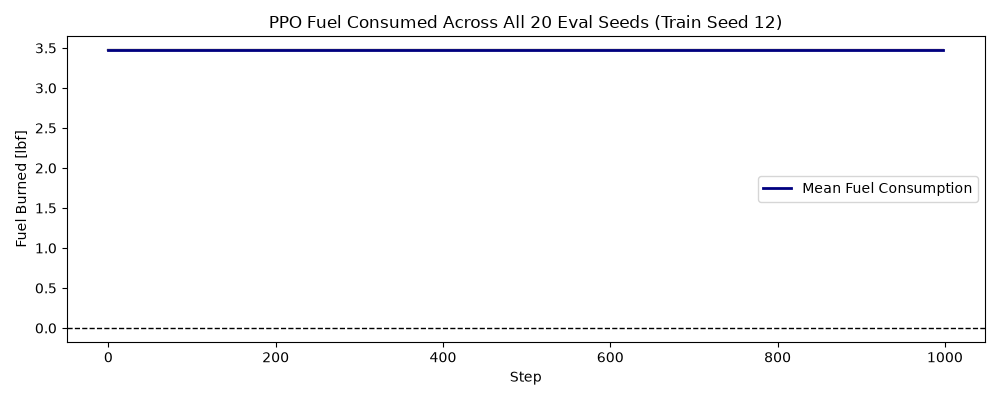 PPO Fuel Consumed Across All 20 Eval Seeds (Train Seed 12)
Fuel Burned [lbf]
3.5
3.0
2.5
2.0
1.5
1.0
0.5
0.0
Mean Fuel Consumption
0 200 400 600 800 1000
Step